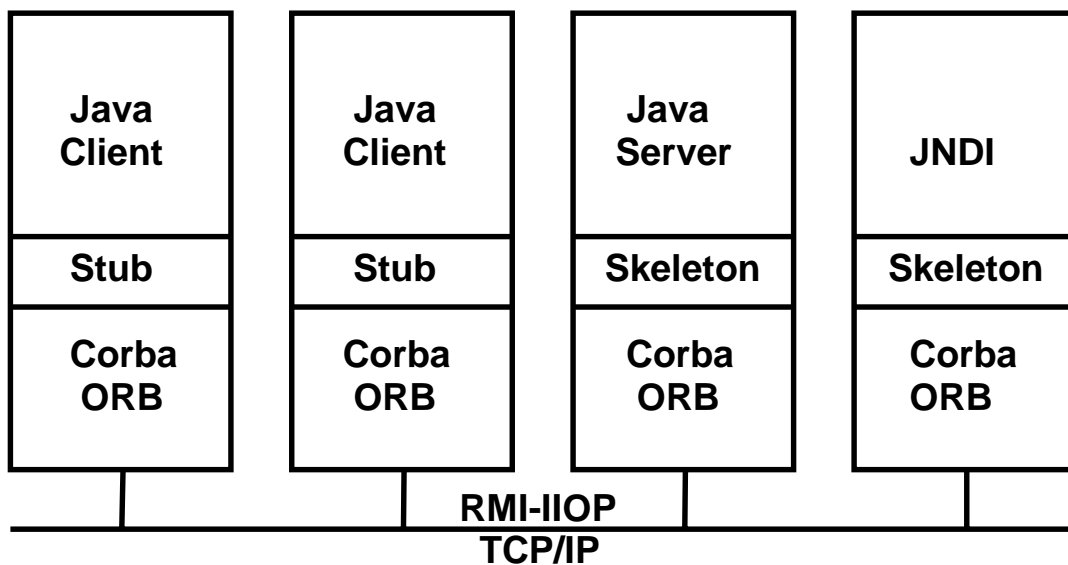 Java
Client
Stub
Corba
ORB
Java
Client
Stub
Corba
ORB
Java
Server
Skeleton
Corba
ORB
JNDI
Skeleton
Corba
ORB
RMI-IIOP
TCP/IP